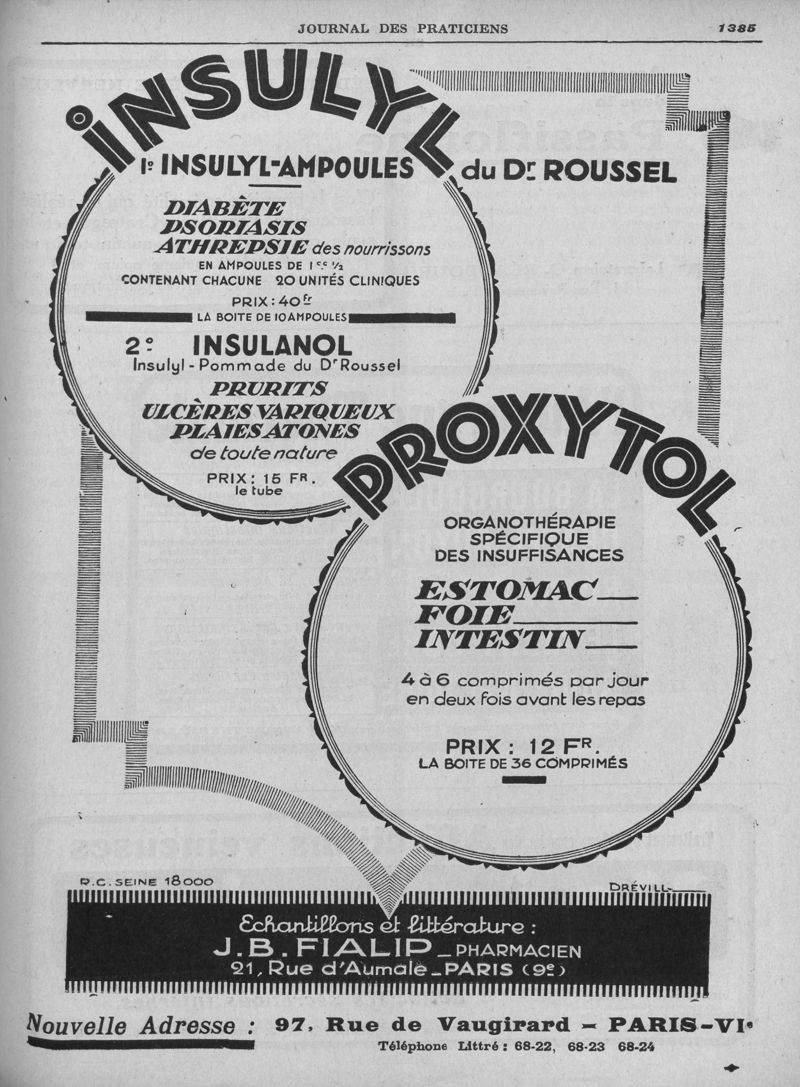 JOURNAL DES PRATICIENS 1385
INSULYL
1º INSULYL-AMPOULES du Dr ROUSSEL
DIABÈTE
PSORIASIS
ATHREPSIE des nourrissons
EN AMPOULES DE 1cc 1/2
CONTENANT CHACUNE 20 UNITÉS CLINIQUES
PRIX: 40 fr
LA BOITE DE 10 AMPOULES
2º INSULANOL
Insulyl - Pommade du Dr Roussel
PRURITS
ULCÈRES VARIQUEUX
PLAIES ATONES
de toute nature
PRIX: 15 FR.
le tube
PROXYTOL
ORGANOTHÉRAPIE
SPÉCIFIQUE
DES INSUFFISANCES
ESTOMAC
FOIE
INTESTIN
4 à 6 comprimés par jour
en deux fois avant les repas
PRIX : 12 FR.
LA BOITE DE 36 COMPRIMÉS
R.C. SEINE 18000
DRÉVILL
Echantillons et littérature :
J.B. FIALIP _ PHARMACIEN
21, Rue d'Aumale _ PARIS (9e)
Nouvelle Adresse : 97, Rue de Vaugirard — PARIS-VIe
Téléphone Littré : 68-22, 68-23 68-24